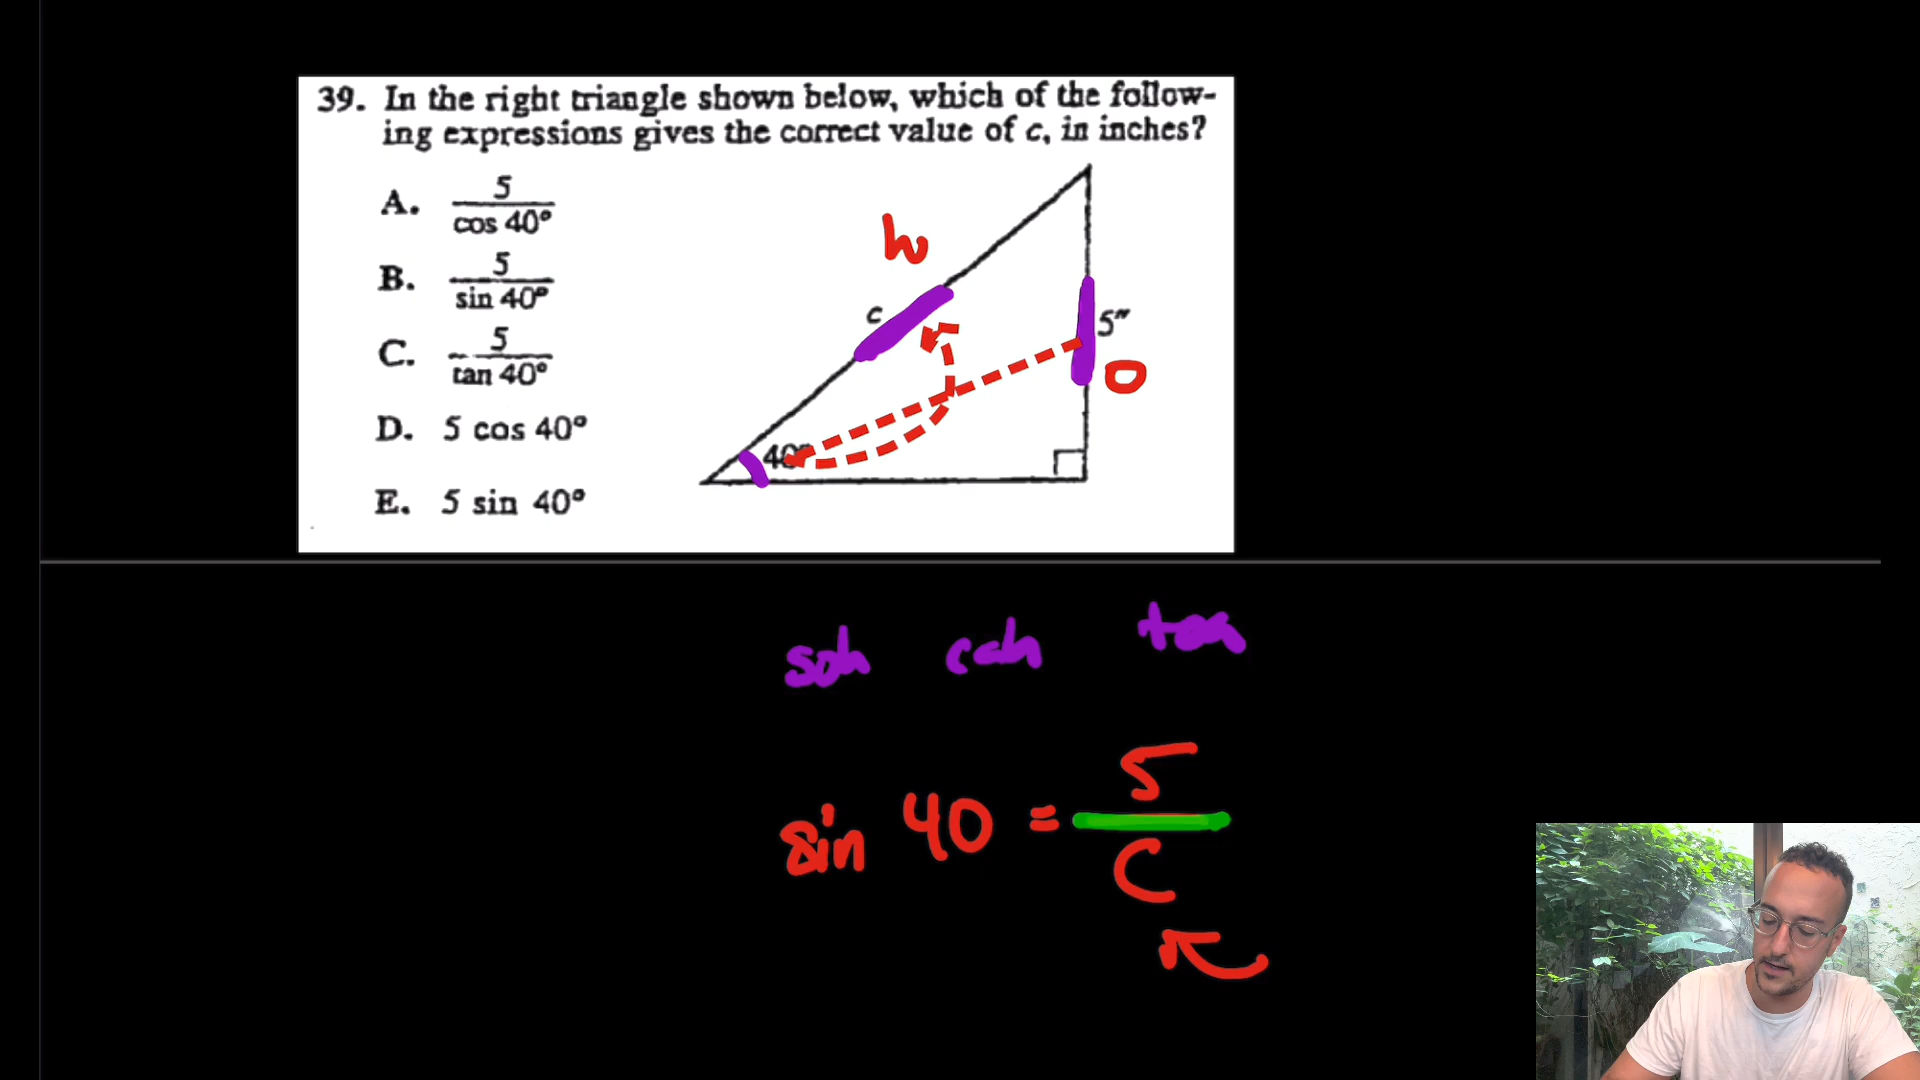 39. In the right triangle shown below, which of the follow-
ing expressions gives the correct value of c, in inches?
A. 5
cos 40°
B. 5
sin 40°
C. 5
tan 40°
D. 5 cos 40°
E. 5 sin 40°
h
c
5″
O
40°
soh cah toa
sin 40 = 5
C